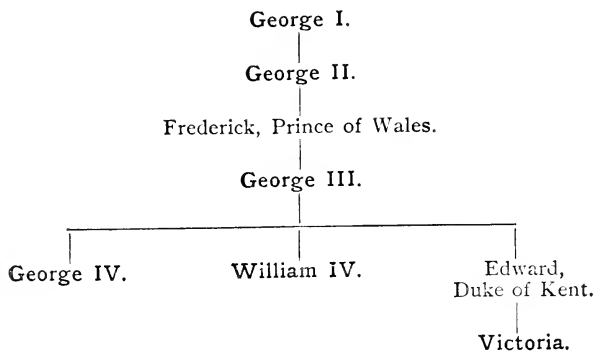 George I.
George II.
Frederick, Prince of Wales.
George III.
George IV.
William IV.
Edward,
Duke of Kent.
Victoria.